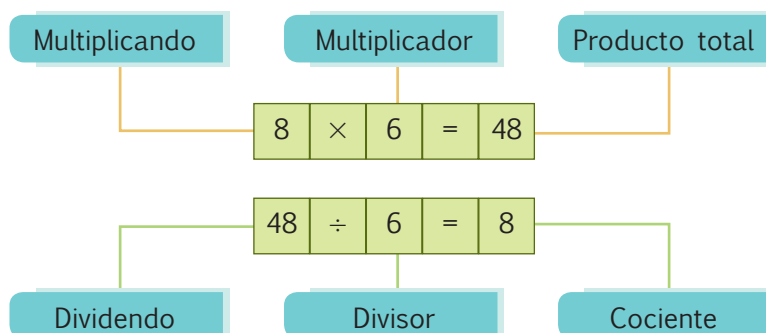 Multiplicando Multiplicador Producto total
8 × 6 = 48
48 ÷ 6 = 8
Dividendo Divisor Cociente